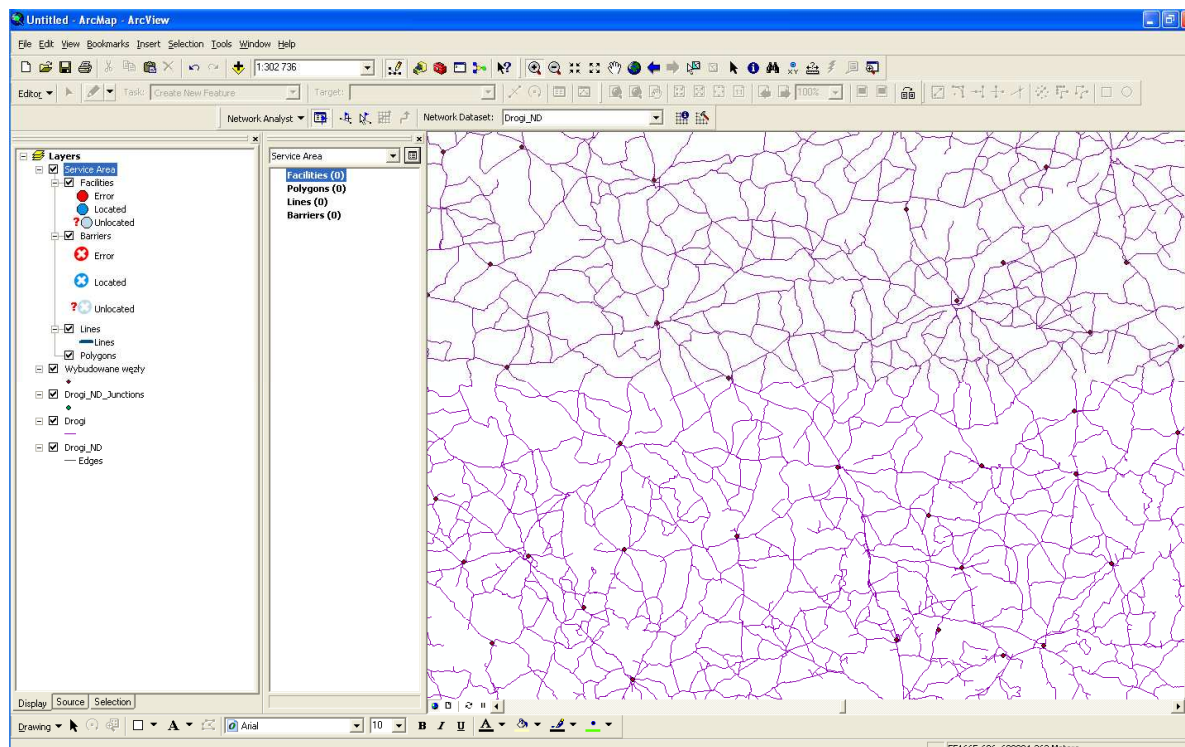 Untitled - ArcMap - ArcView
File Edit View Bookmarks Insert Selection Tools Window Help
1:302 736
Editor Task: Create New Feature Target: 100%
Network Analyst Network Dataset: Drogi_ND
Layers
Service Area
Facilities
Error
Located
? Unlocated
Barriers
Error
Located
? Unlocated
Lines
Lines
Polygons
Wybudowane węzły
Drogi_ND_Junctions
Drogi
Drogi_ND
Edges
Service Area
Facilities (0)
Polygons (0)
Lines (0)
Barriers (0)
Display Source Selection
Drawing A Arial 10 B I U A